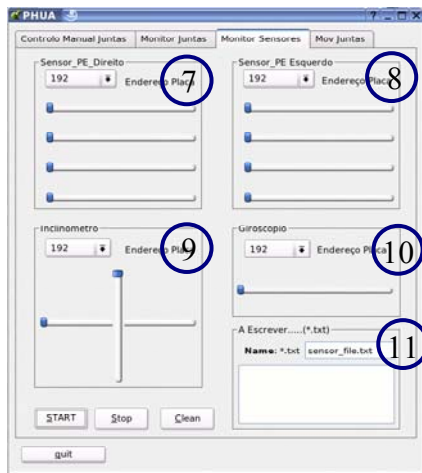 PHUA
Controlo Manual Juntas
Monitor Juntas
Monitor Sensores
Mov Juntas
Sensor_PE_Direito
192
Endereço Placa
7
Sensor_PE Esquerdo
192
Endereço Placa
8
Inclinometro
192
Endereço Placa
9
Giroscopio
192
Endereço Placa
10
A Escrever.....(*.txt)
Name: *.txt
sensor_file.txt
11
START
Stop
Clean
quit